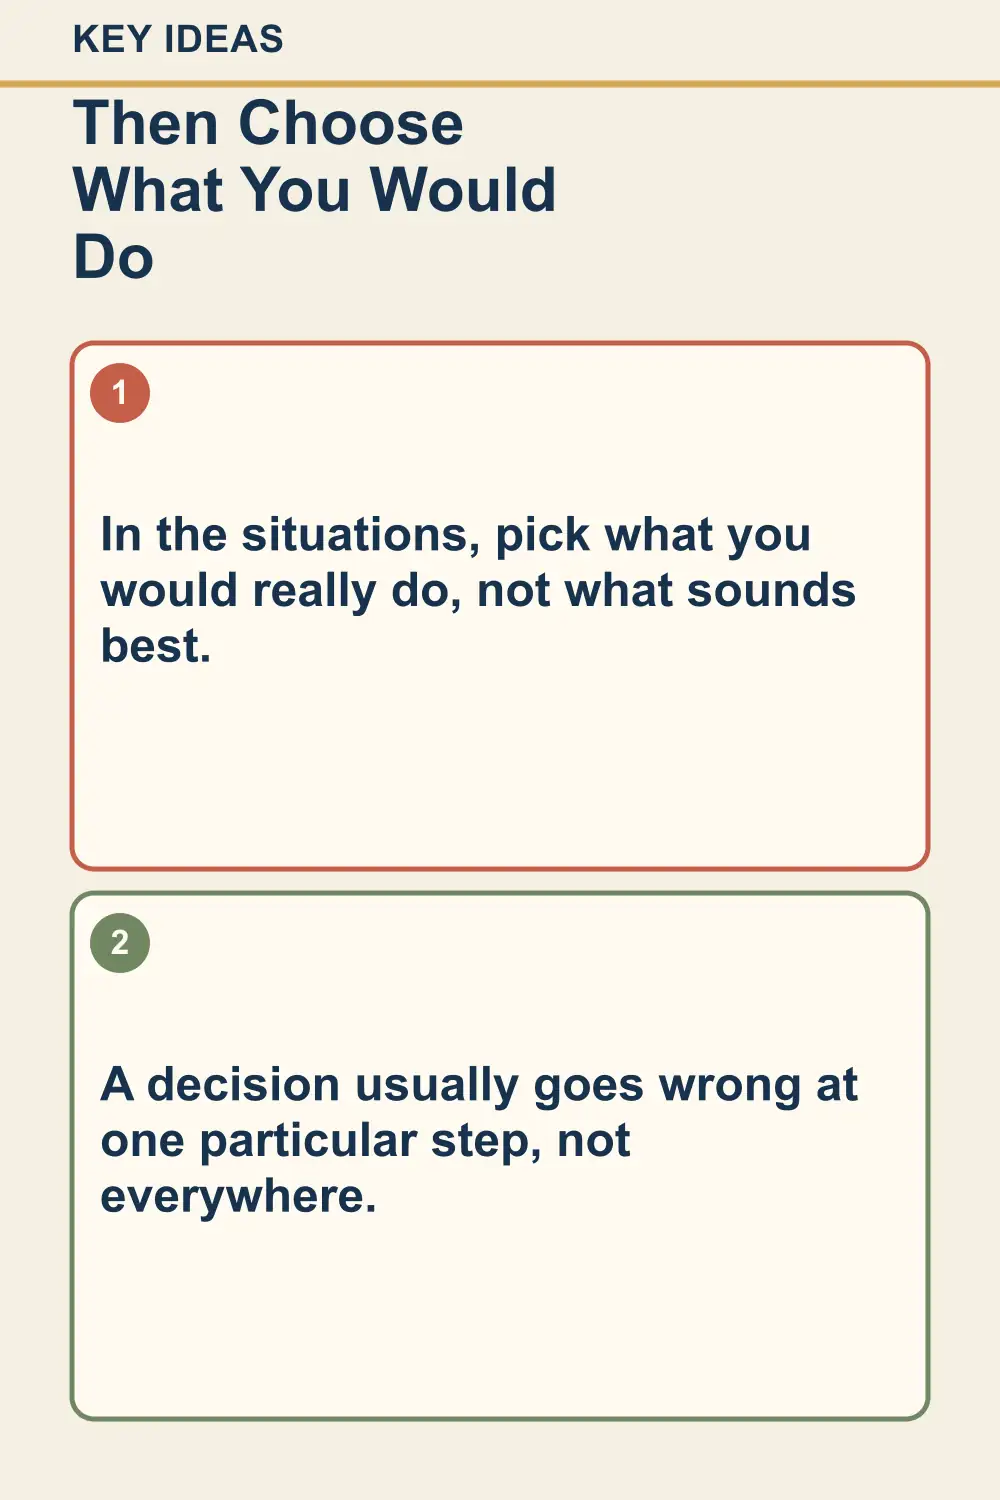 KEY IDEAS
Then Choose
What You Would
Do
1
In the situations, pick what you
would really do, not what sounds
best.
2
A decision usually goes wrong at
one particular step, not
everywhere.